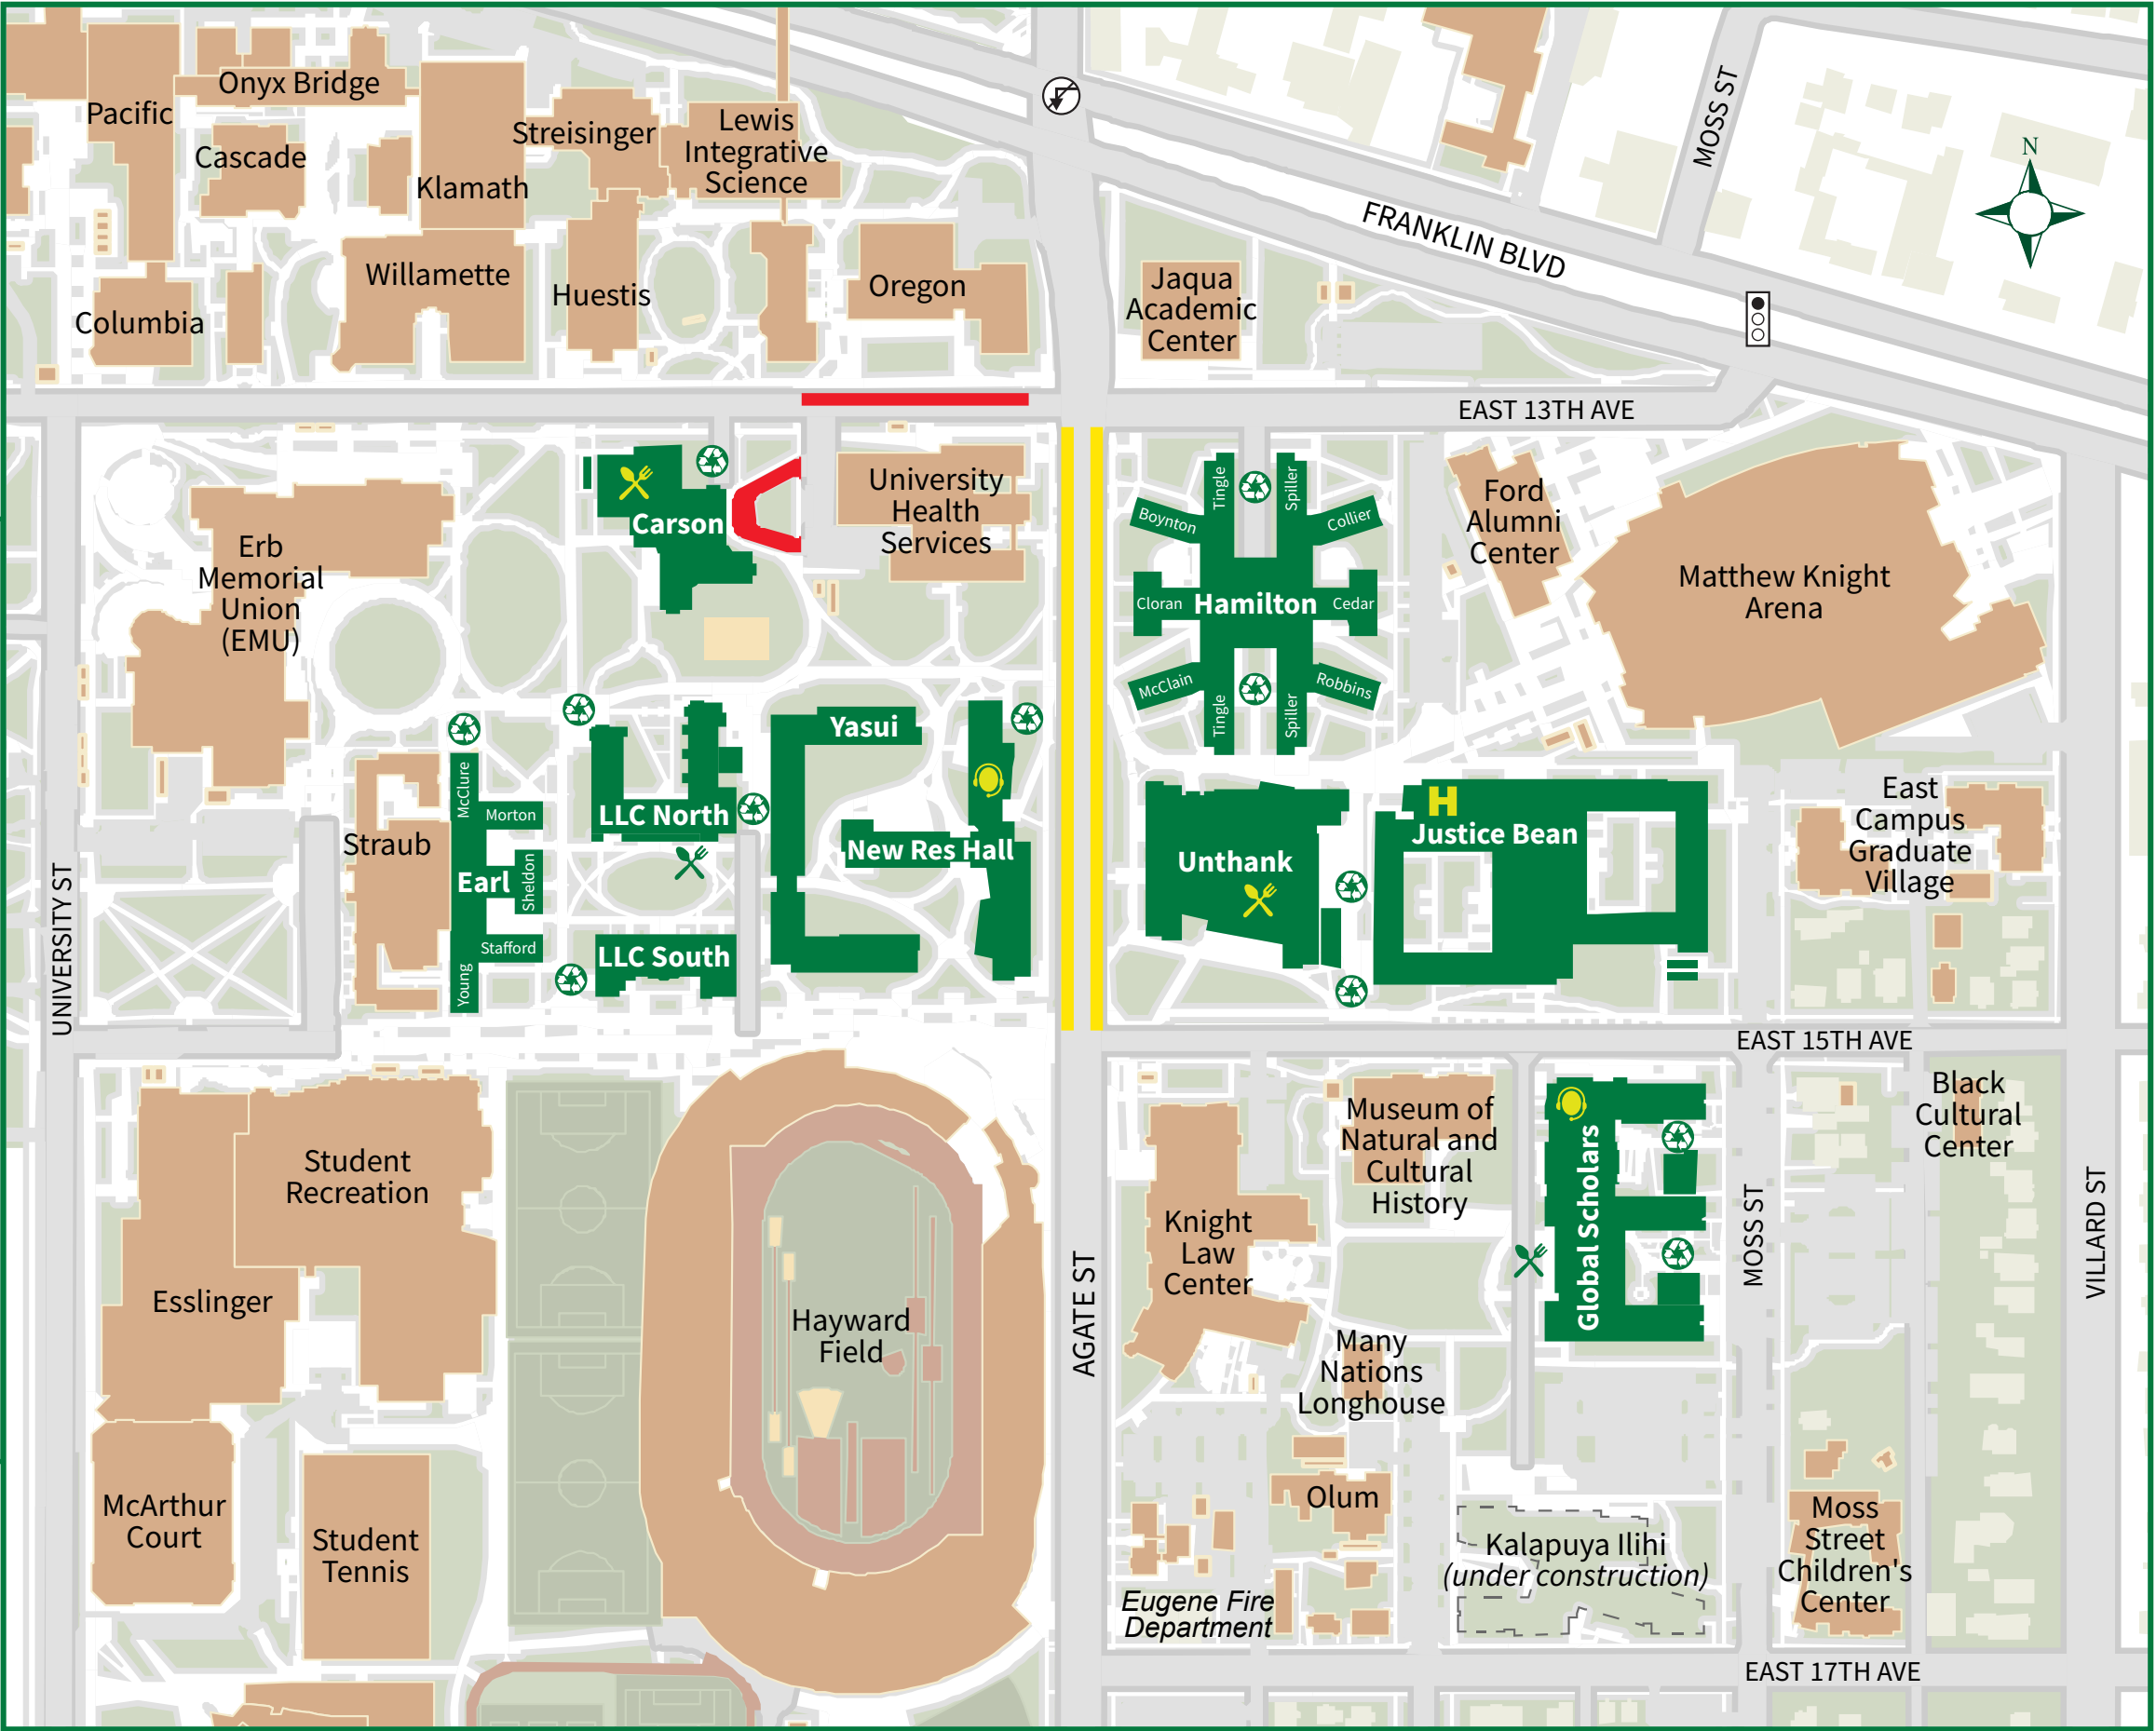 Onyx Bridge
Pacific
Cascade
Klamath
Streisinger
Lewis
Integrative
Science
MOSS ST
N
FRANKLIN BLVD
Columbia
Willamette
Huestis
Oregon
Jaqua
Academic
Center
EAST 13TH AVE
Erb
Memorial
Union
(EMU)
Carson
University
Health
Services
Tingle
Spiller
Boynton
Collier
Cloran
Hamilton
Cedar
McClain
Robbins
Tingle
Spiller
Ford
Alumni
Center
Matthew Knight
Arena
Straub
McClure
Morton
Earl
Sheldon
Stafford
Young
LLC North
LLC South
Yasui
New Res Hall
Unthank
H
Justice Bean
East
Campus
Graduate
Village
UNIVERSITY ST
EAST 15TH AVE
Student
Recreation
Esslinger
McArthur
Court
Student
Tennis
Hayward
Field
AGATE ST
Knight
Law
Center
Museum of
Natural and
Cultural
History
Global Scholars
MOSS ST
Black
Cultural
Center
VILLARD ST
Many
Nations
Longhouse
Olum
Eugene Fire
Department
Kalapuya Ilihi
(under construction)
Moss
Street
Children's
Center
EAST 17TH AVE